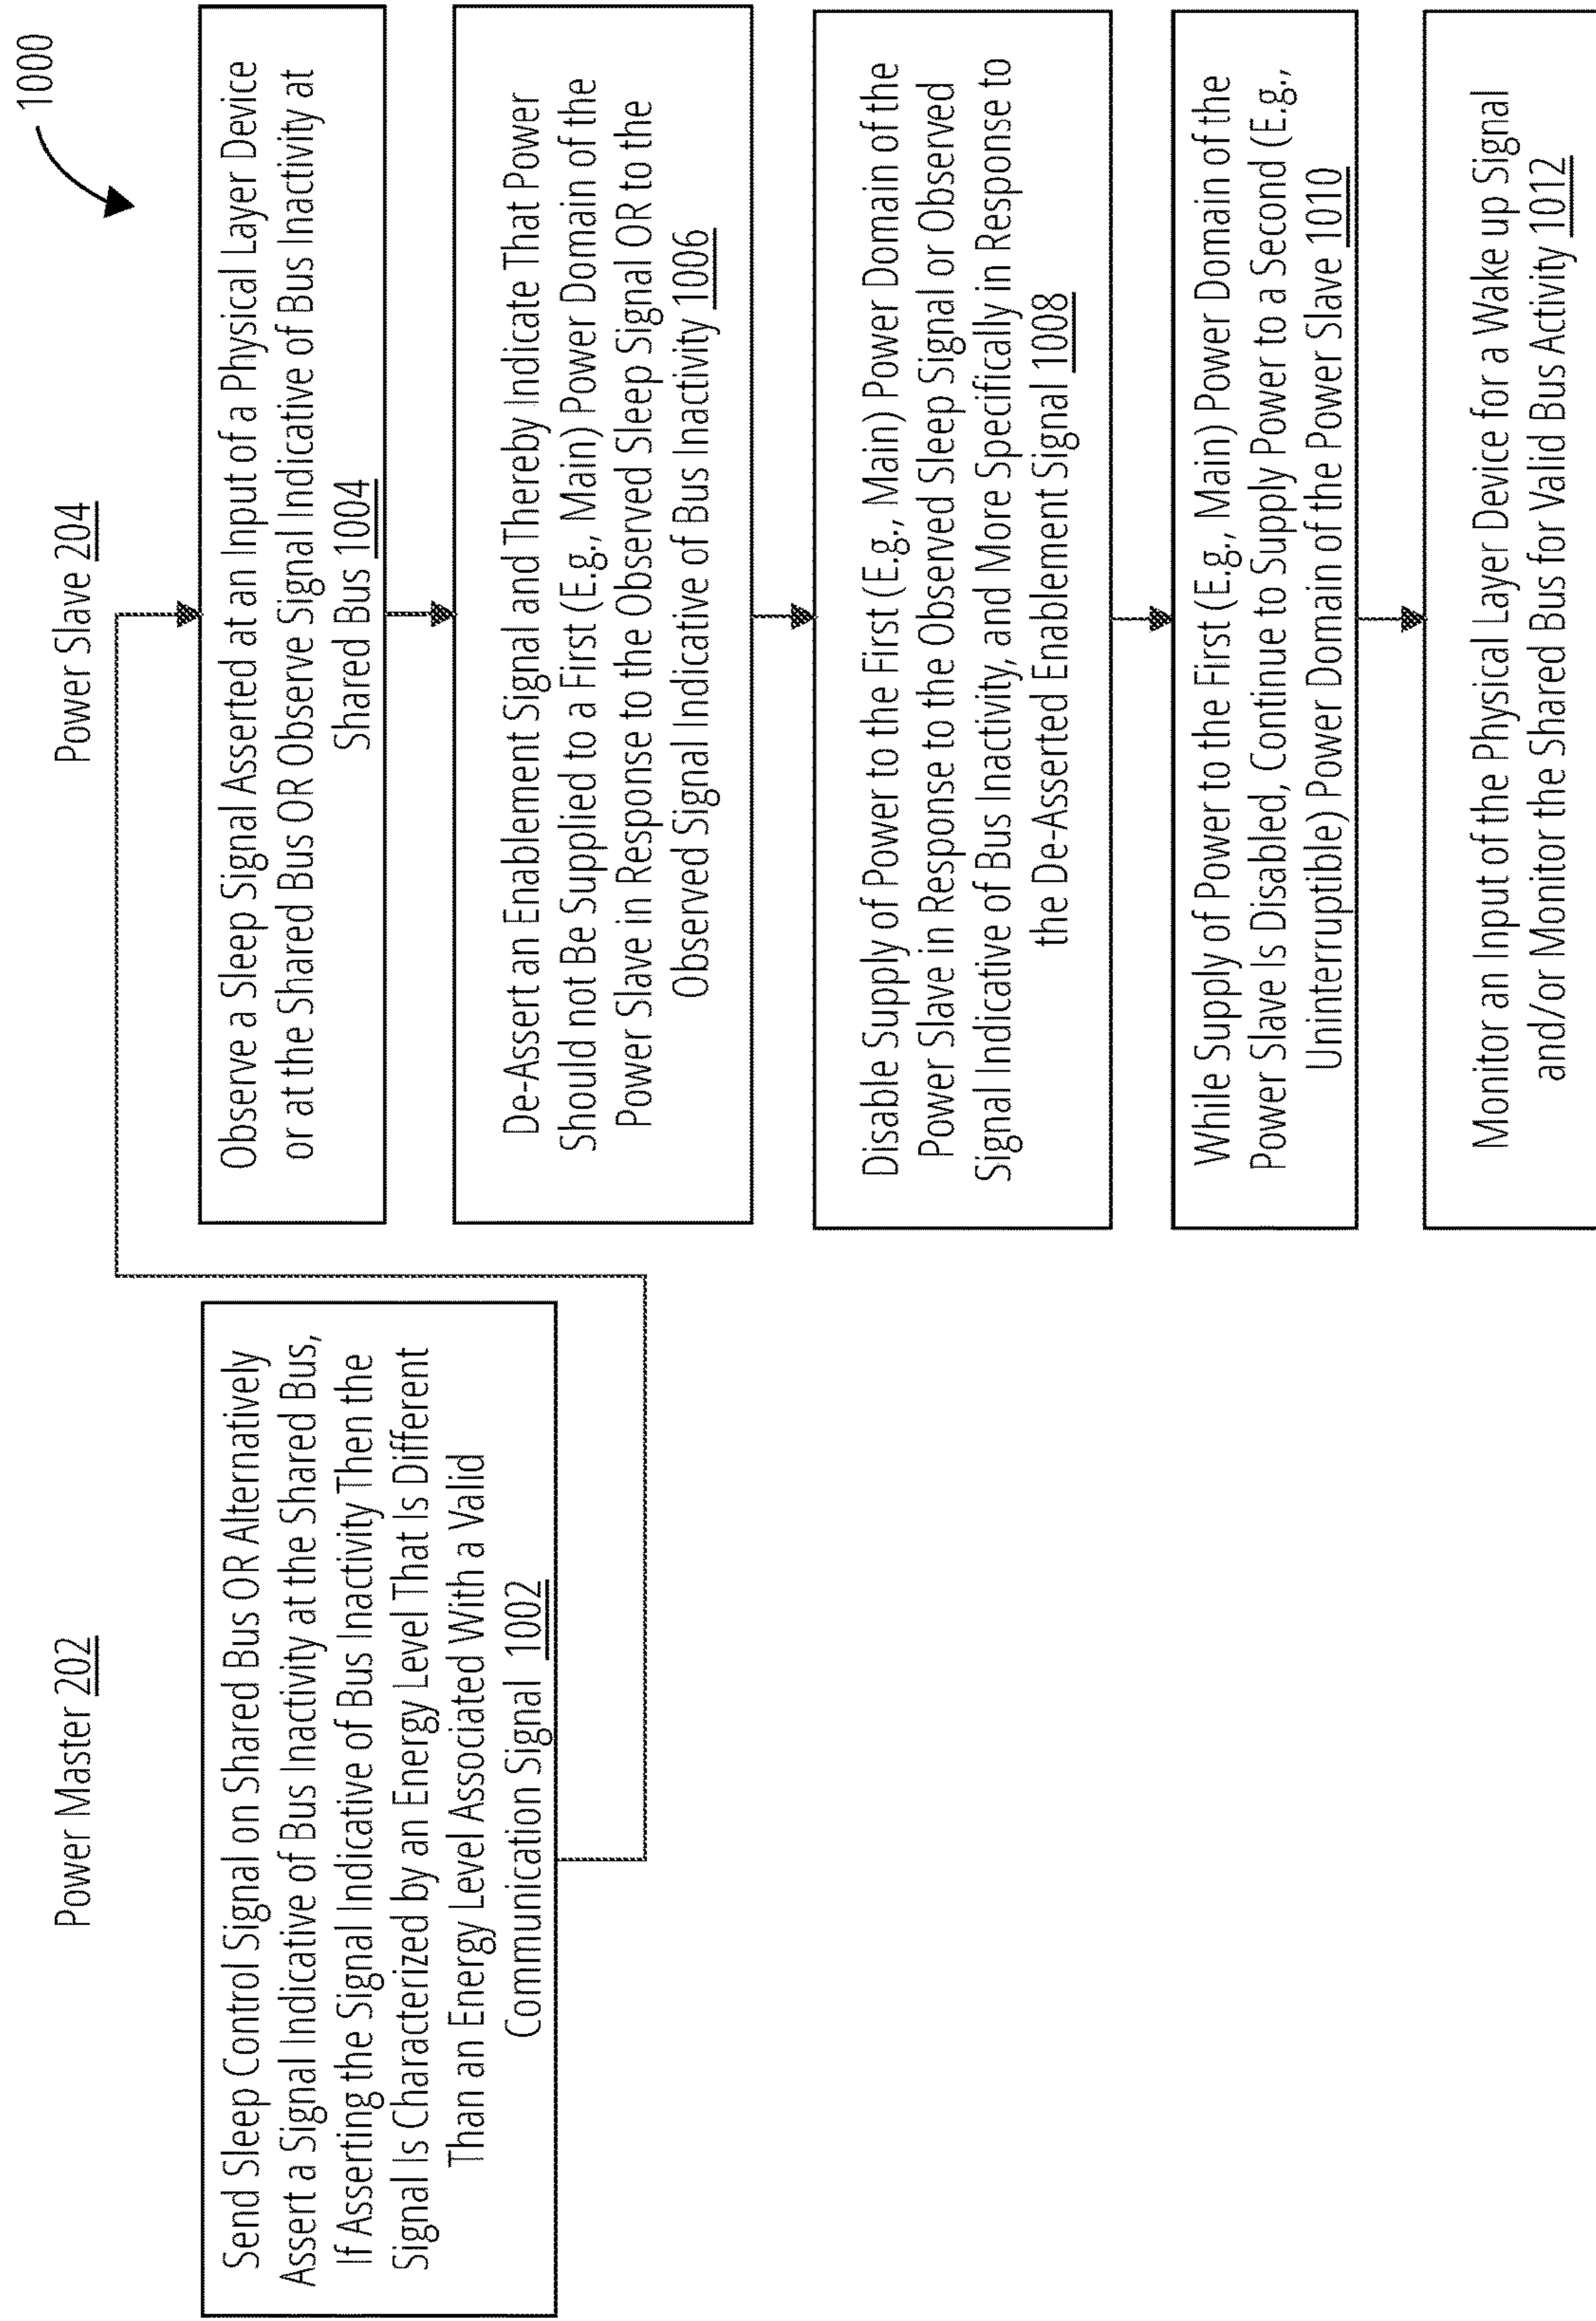 1000
Power Master 202
Power Slave 204
Send Sleep Control Signal on Shared Bus OR Alternatively
Assert a Signal Indicative of Bus Inactivity at the Shared Bus,
If Asserting the Signal Indicative of Bus Inactivity Then the
Signal Is Characterized by an Energy Level That Is Different
Than an Energy Level Associated With a Valid
Communication Signal 1002
Observe a Sleep Signal Asserted at an Input of a Physical Layer Device
or at the Shared Bus OR Observe Signal Indicative of Bus Inactivity at
Shared Bus 1004
De-Assert an Enablement Signal and Thereby Indicate That Power
Should not Be Supplied to a First (E.g., Main) Power Domain of the
Power Slave in Response to the Observed Sleep Signal OR to the
Observed Signal Indicative of Bus Inactivity 1006
Disable Supply of Power to the First (E.g., Main) Power Domain of the
Power Slave in Response to the Observed Sleep Signal or Observed
Signal Indicative of Bus Inactivity, and More Specifically in Response to
the De-Asserted Enablement Signal 1008
While Supply of Power to the First (E.g., Main) Power Domain of the
Power Slave Is Disabled, Continue to Supply Power to a Second (E.g.,
Uninterruptible) Power Domain of the Power Slave 1010
Monitor an Input of the Physical Layer Device for a Wake up Signal
and/or Monitor the Shared Bus for Valid Bus Activity 1012